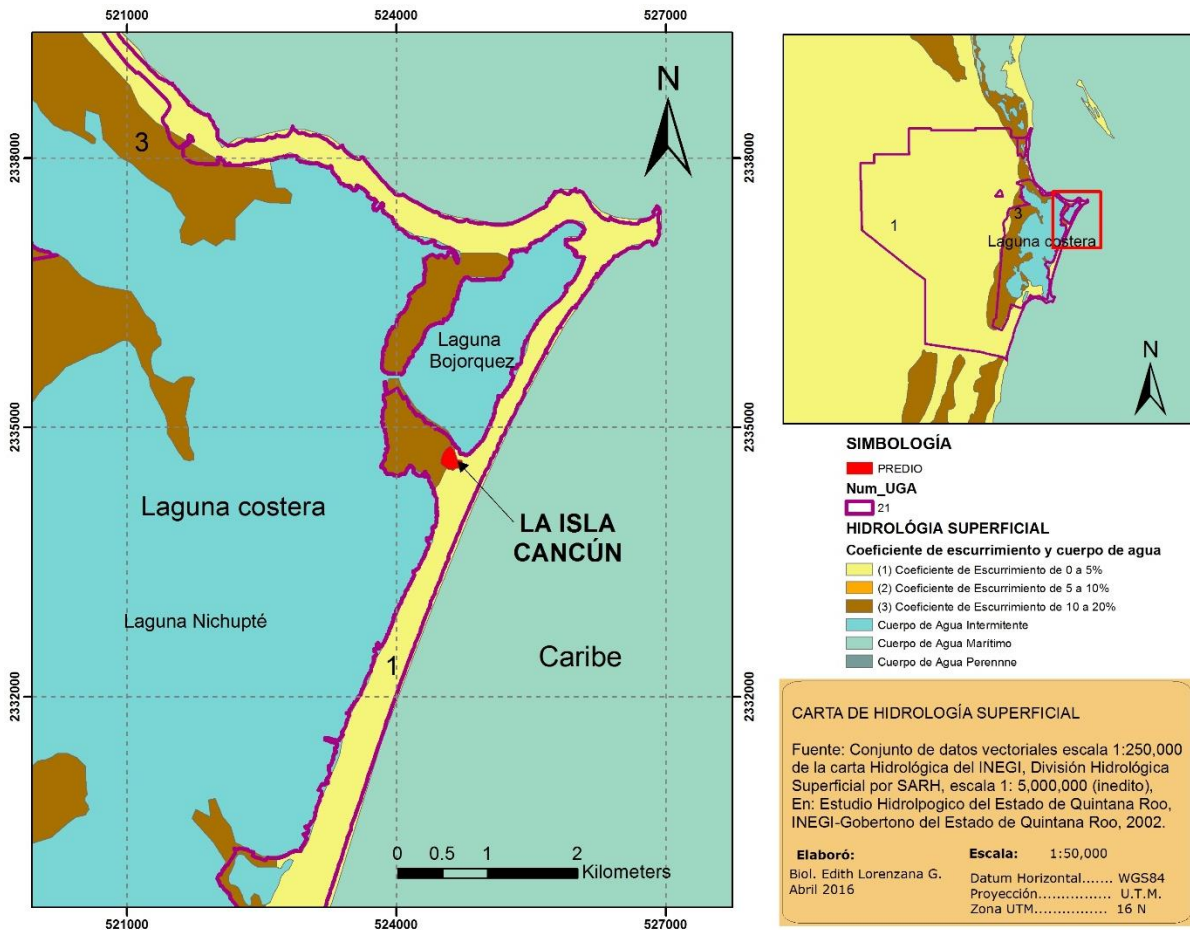 521000
524000
527000
2338000
2335000
2332000
2338000
2335000
2332000
521000
524000
527000
N
3
Laguna
Bojorquez
Laguna costera
LA ISLA
CANCÚN
Laguna Nichupté
1
Caribe
0 0.5 1 2
Kilometers
1
3
Laguna costera
N
SIMBOLOGÍA
PREDIO
Num_UGA
21
HIDROLÓGIA SUPERFICIAL
Coeficiente de escurrimiento y cuerpo de agua
(1) Coeficiente de Escurrimiento de 0 a 5%
(2) Coeficiente de Escurrimiento de 5 a 10%
(3) Coeficiente de Escurrimiento de 10 a 20%
Cuerpo de Agua Intermitente
Cuerpo de Agua Marítimo
Cuerpo de Agua Perennne
CARTA DE HIDROLOGÍA SUPERFICIAL
Fuente: Conjunto de datos vectoriales escala 1:250,000
de la carta Hidrológica del INEGI, División Hidrológica
Superficial por SARH, escala 1: 5,000,000 (inedito),
En: Estudio Hidrolpogico del Estado de Quintana Roo,
INEGI-Gobertono del Estado de Quintana Roo, 2002.
Elaboró:
Biol. Edith Lorenzana G.
Abril 2016
Escala: 1:50,000
Datum Horizontal...... WGS84
Proyección............... U.T.M.
Zona UTM............... 16 N